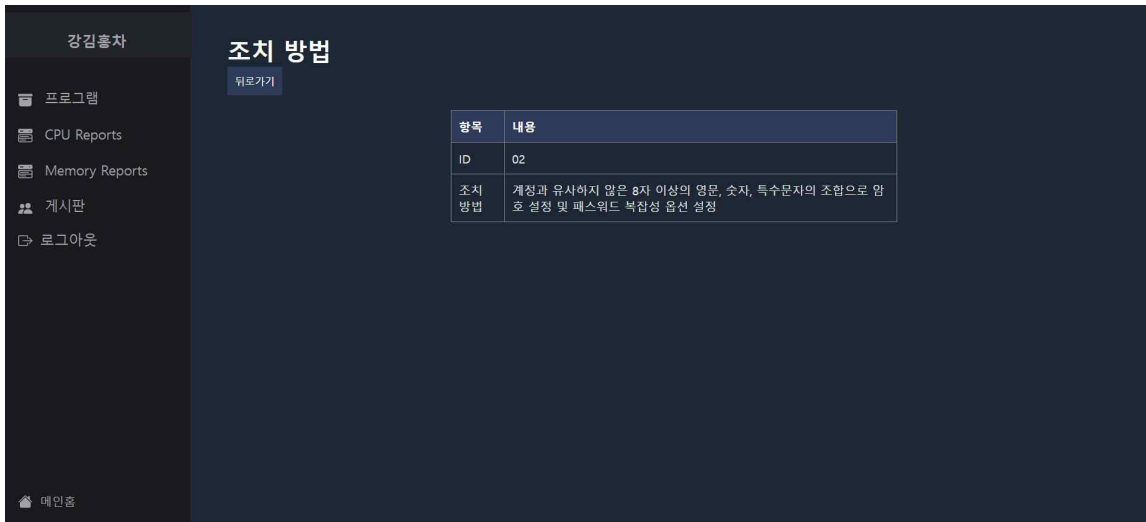 강김홍차
프로그램
CPU Reports
Memory Reports
게시판
로그아웃
메인홈
조치 방법
뒤로가기
항목 내용
ID 02
조치
방법
계정과 유사하지 않은 8자 이상의 영문, 숫자, 특수문자의 조합으로 암
호 설정 및 패스워드 복잡성 옵션 설정